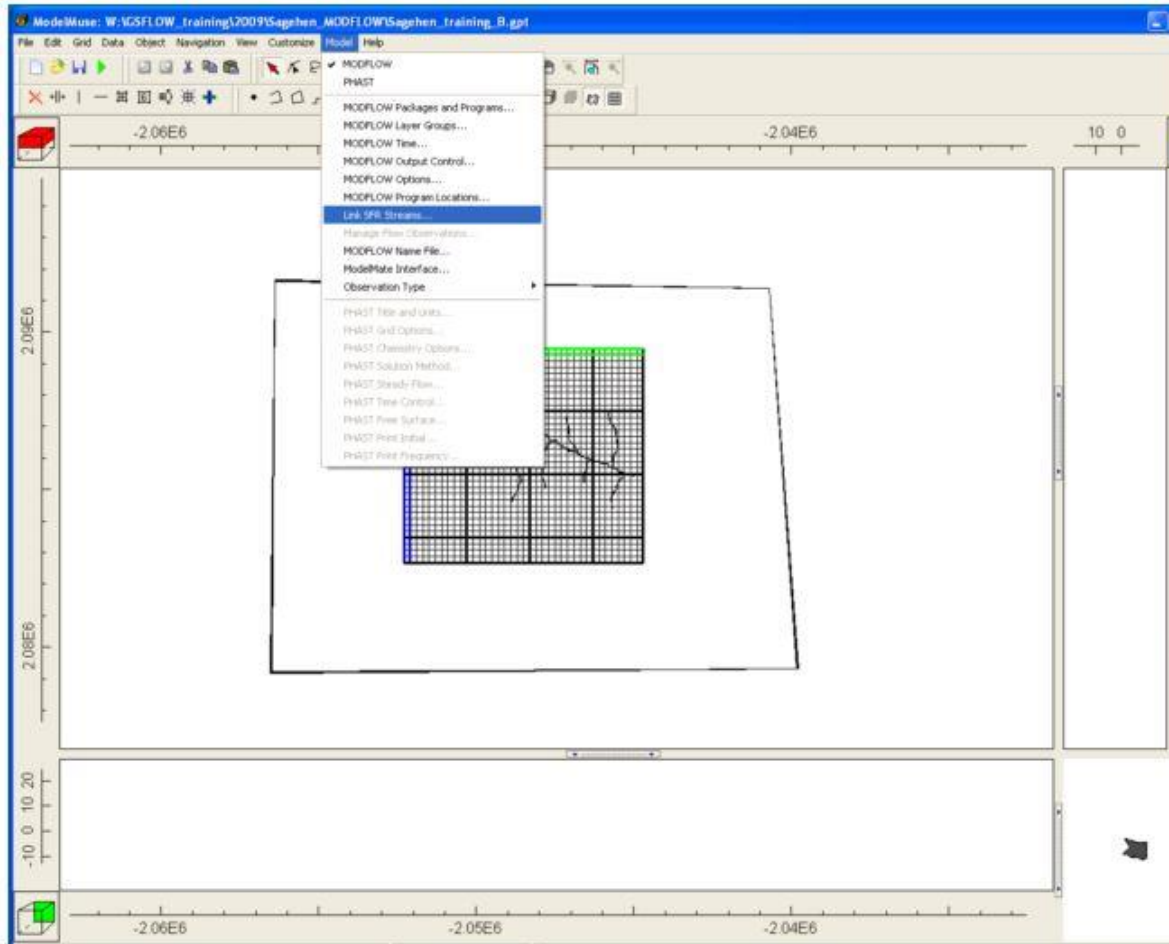 ModelMuse: W:\GSFLOW_training\2009\Sagehen_MODFLOW\Sagehen_training_B.gpt
File Edit Grid Data Object Navigation View Customize Model Help
MODFLOW
PHAST
MODFLOW Packages and Programs...
MODFLOW Layer Groups...
MODFLOW Time...
MODFLOW Output Control...
MODFLOW Options...
MODFLOW Program Locations...
Link SFR Streams...
Manage Flow Observations...
MODFLOW Name File...
ModelMate Interface...
Observation Type
PHAST Title and Units...
PHAST Grid Options...
PHAST Chemistry Options...
PHAST Solution Method...
PHAST Steady Flow...
PHAST Time Control...
PHAST Free Surface...
PHAST Print Initial...
PHAST Print Frequency...
-2.06E6 -2.04E6 10 0
2.09E6
2.08E6
-10 0 10 20
-2.06E6 -2.05E6 -2.04E6